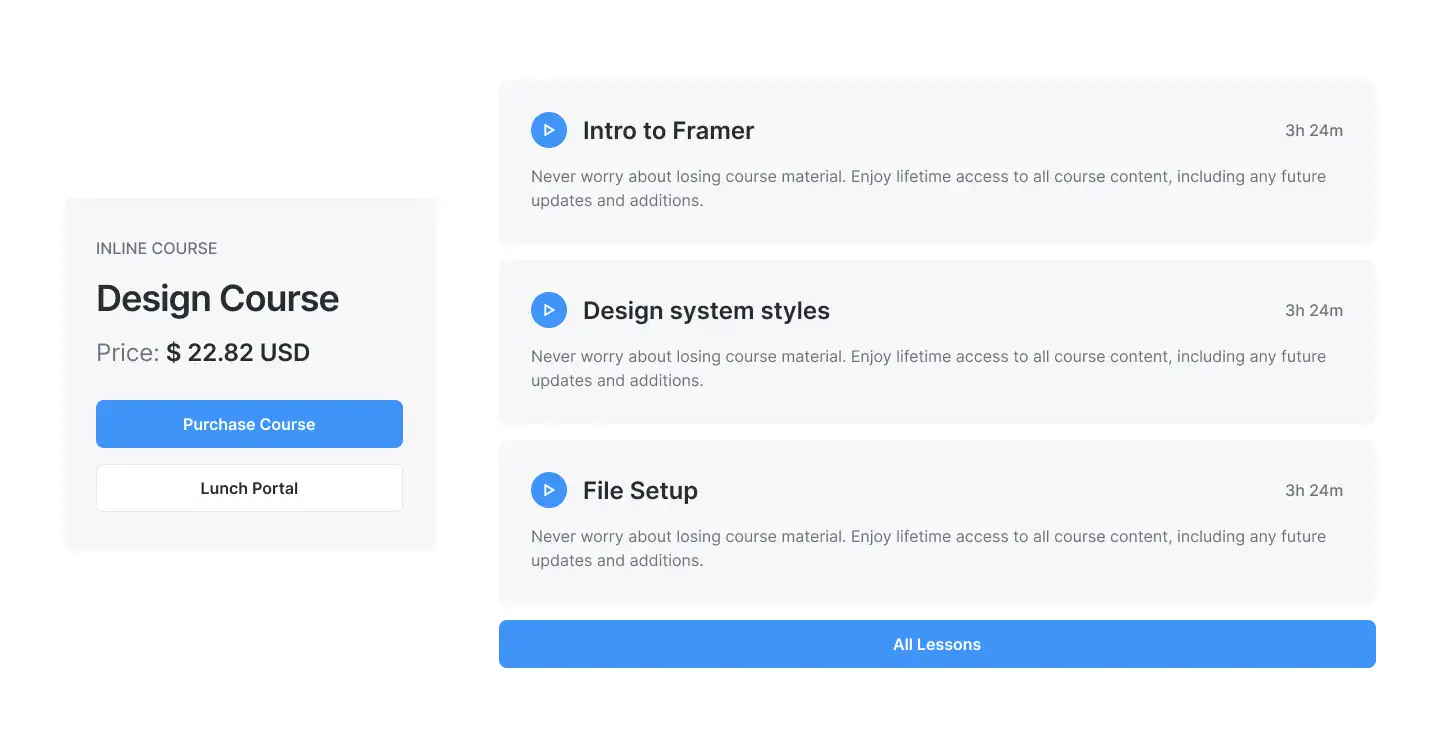 INLINE COURSE
Design Course
Price: $ 22.82 USD
Purchase Course
Lunch Portal
Intro to Framer
3h 24m
Never worry about losing course material. Enjoy lifetime access to all course content, including any future
updates and additions.
Design system styles
3h 24m
Never worry about losing course material. Enjoy lifetime access to all course content, including any future
updates and additions.
File Setup
3h 24m
Never worry about losing course material. Enjoy lifetime access to all course content, including any future
updates and additions.
All Lessons